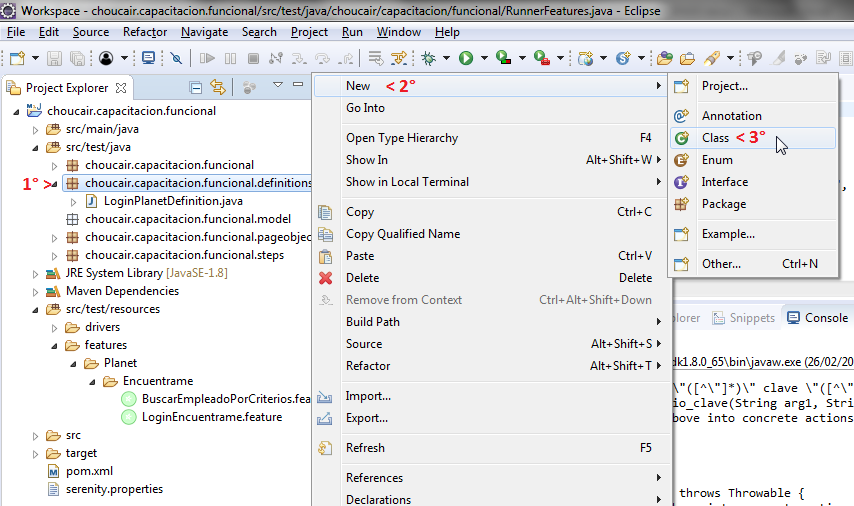 Workspace - choucair.capacitacion.funcional/src/test/java/choucair/capacitacion/funcional/RunnerFeatures.java - Eclipse
File Edit Source Refactor Navigate Search Project Run Window Help
Project Explorer
choucair.capacitacion.funcional
src/main/java
src/test/java
choucair.capacitacion.funcional
1° > choucair.capacitacion.funcional.definitions
LoginPlanetDefinition.java
choucair.capacitacion.funcional.model
choucair.capacitacion.funcional.pageobjec
choucair.capacitacion.funcional.steps
JRE System Library [JavaSE-1.8]
Maven Dependencies
src/test/resources
drivers
features
Planet
Encuentrame
BuscarEmpleadoPorCriterios.fea
LoginEncuentrame.feature
src
target
pom.xml
serenity.properties
New < 2°
Go Into
Open Type Hierarchy F4
Show In Alt+Shift+W
Show in Local Terminal
Copy Ctrl+C
Copy Qualified Name
Paste Ctrl+V
Delete Delete
Remove from Context Ctrl+Alt+Shift+Down
Build Path
Source Alt+Shift+S
Refactor Alt+Shift+T
Import...
Export...
Refresh F5
References
Declarations
Project...
Annotation
Class < 3°
Enum
Interface
Package
Example...
Other... Ctrl+N
plorer Snippets Console
dk1.8.0_65\bin\javaw.exe (26/02/20
\"([^\"]*)\" clave \"([^\
io_clave(String arg1, Stri
bove into concrete actions
throws Throwable {